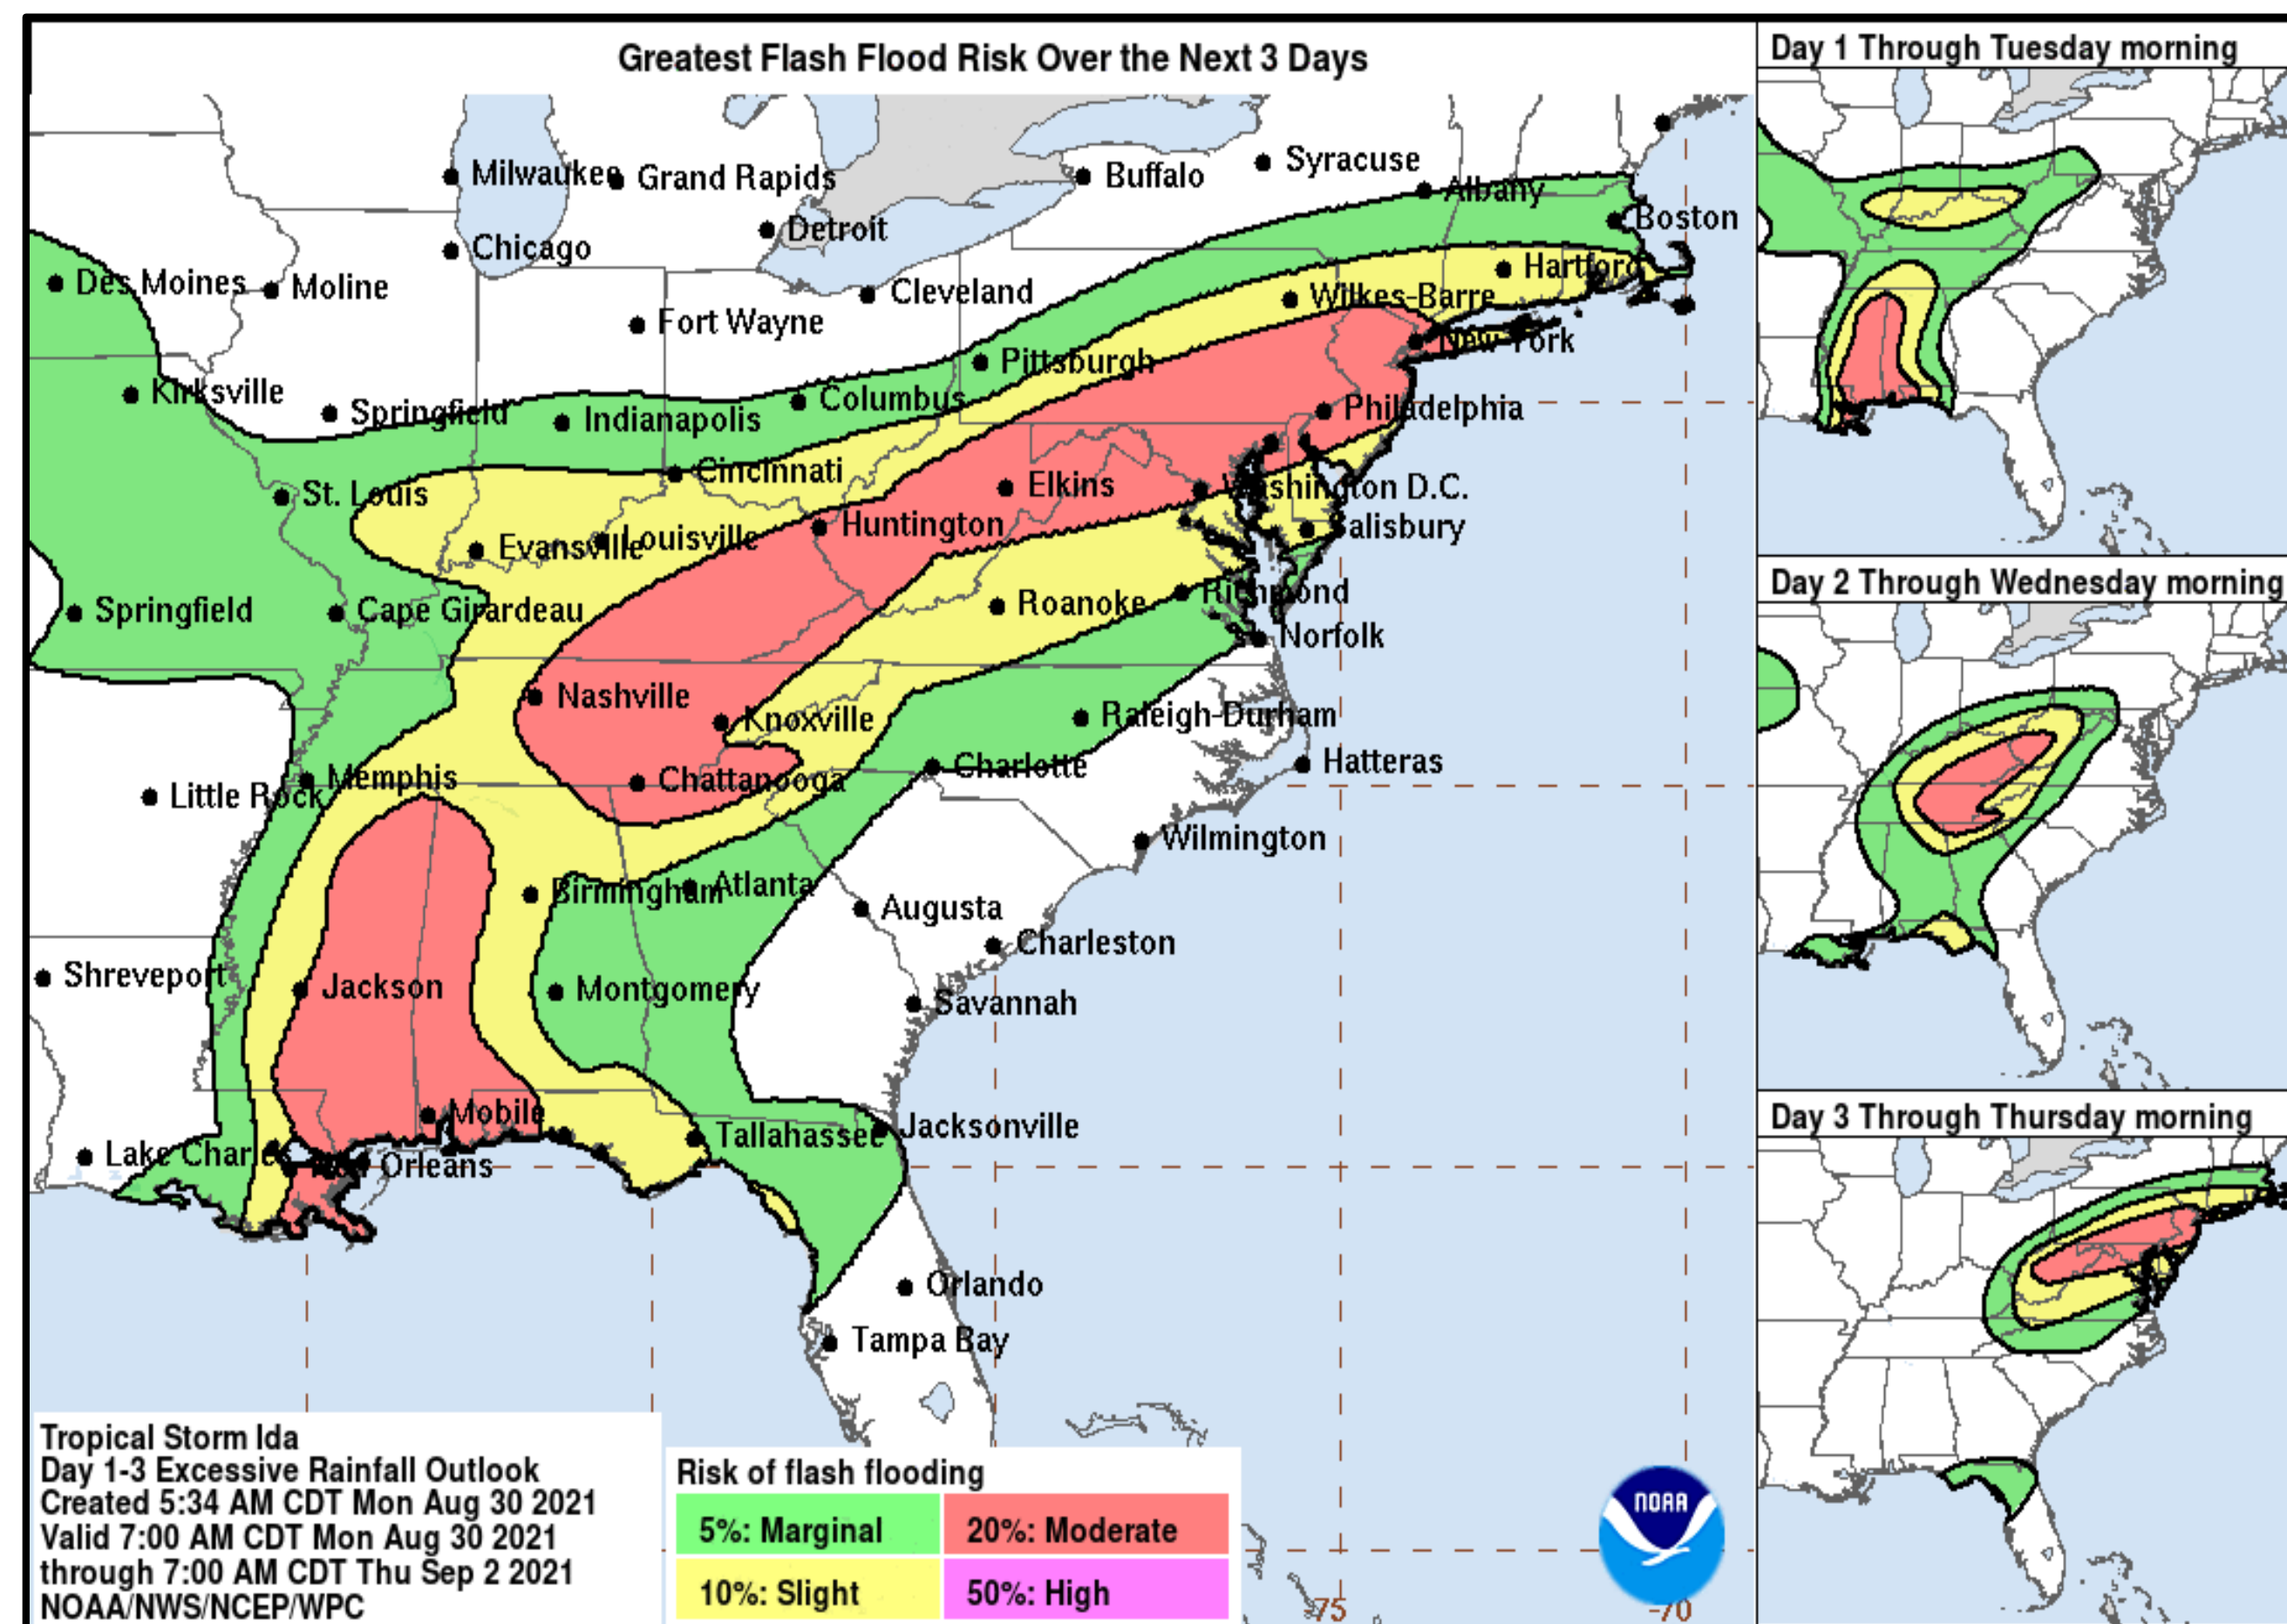 Greatest Flash Flood Risk Over the Next 3 Days
Milwaukee
Grand Rapids
Buffalo
Syracuse
Albany
Boston
Detroit
Chicago
Des Moines
Moline
Cleveland
Hartford
Wilkes-Barre
Fort Wayne
New York
Pittsburgh
Kirksville
Springfield
Indianapolis
Columbus
Philadelphia
Cincinnati
St. Louis
Elkins
Washington D.C.
Evansville
Louisville
Huntington
Salisbury
Springfield
Cape Girardeau
Roanoke
Richmond
Norfolk
Nashville
Knoxville
Raleigh-Durham
Hatteras
Little Rock
Memphis
Chattanooga
Charlotte
Wilmington
Birmingham
Atlanta
Augusta
Charleston
Shreveport
Jackson
Montgomery
Savannah
Mobile
Tallahassee
Jacksonville
Lake Charles
Orleans
Orlando
Tampa Bay
-75
-70
Tropical Storm Ida
Day 1-3 Excessive Rainfall Outlook
Created 5:34 AM CDT Mon Aug 30 2021
Valid 7:00 AM CDT Mon Aug 30 2021
through 7:00 AM CDT Thu Sep 2 2021
NOAA/NWS/NCEP/WPC
Risk of flash flooding
5%: Marginal
20%: Moderate
10%: Slight
50%: High
NOAA
Day 1 Through Tuesday morning
Day 2 Through Wednesday morning
Day 3 Through Thursday morning